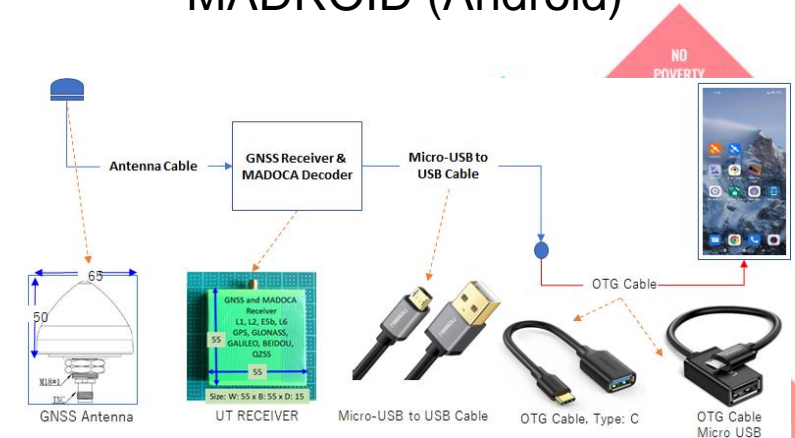 MADROID (Android)
NO
POVERTY
Antenna Cable
GNSS Receiver &
MADOCA Decoder
Micro-USB to
USB Cable
OTG Cable
65
50
M18*1
TNC
GNSS Antenna
GNSS and MADOCA
Receiver
L1, L2, E5b, L6
GPS, GLONASS,
GALILEO, BEIDOU,
QZSS
55
55
Size: W: 55 x B: 55 x D: 15
UT RECEIVER
Micro-USB to USB Cable
OTG Cable, Type: C
OTG Cable
Micro USB